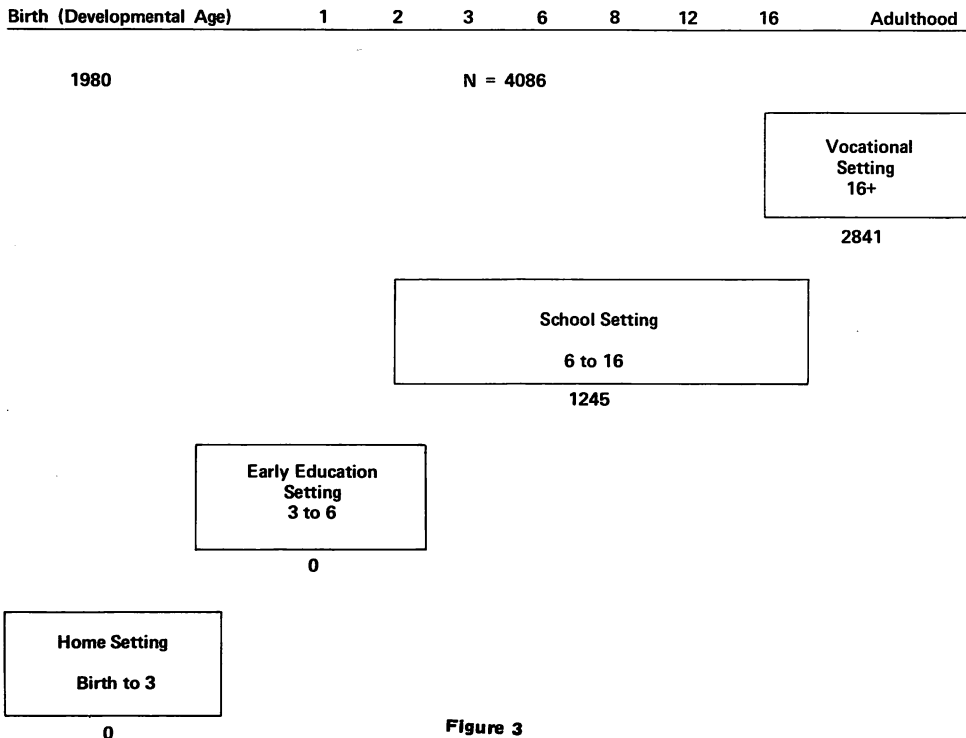 Birth (Developmental Age) 1 2 3 6 8 12 16 Adulthood
1980 N = 4086
Vocational
Setting
16+
2841
School Setting
6 to 16
1245
Early Education
Setting
3 to 6
0
Home Setting
Birth to 3
0
Figure 3